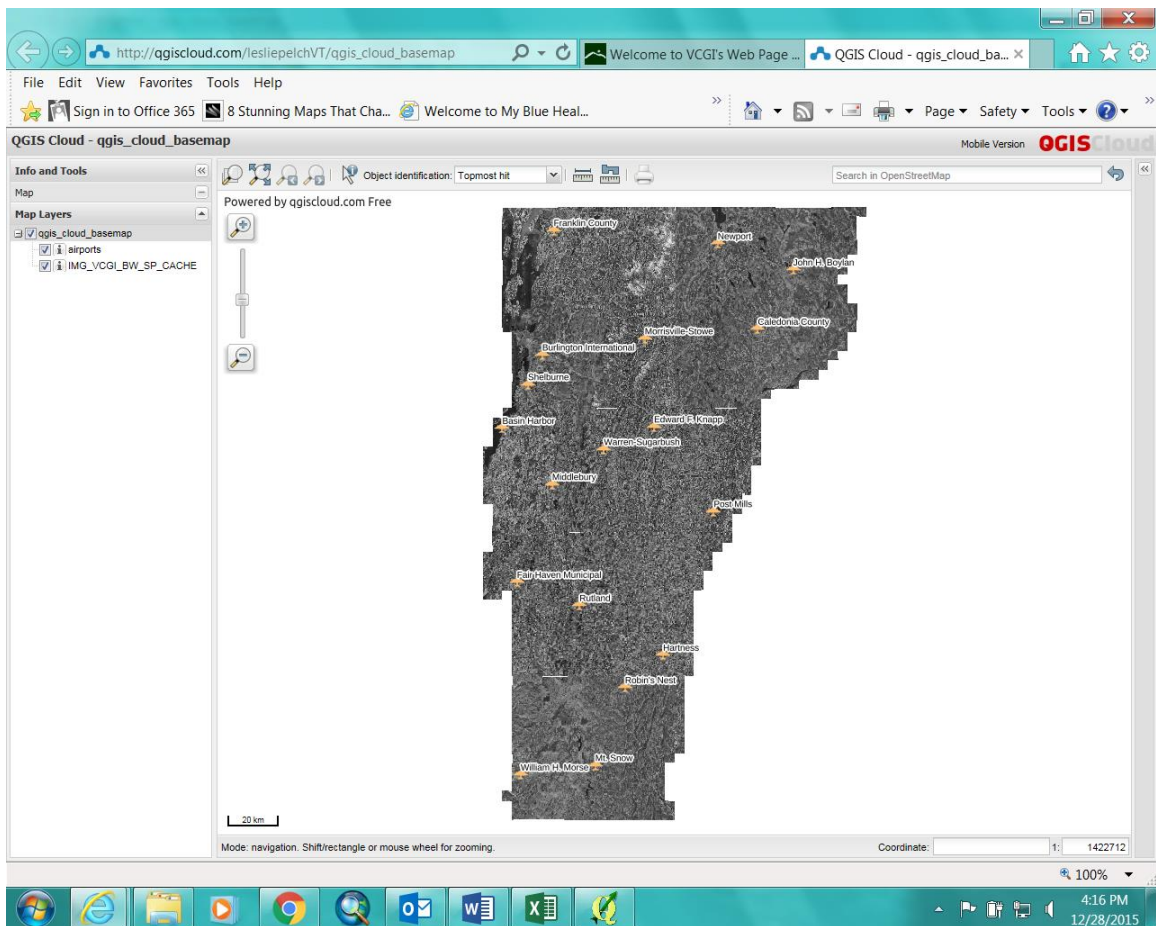 http://qgiscloud.com/lesliepelchVT/qgis_cloud_basemap
Welcome to VCGI's Web Page ...
QGIS Cloud - qgis_cloud_ba...
File Edit View Favorites Tools Help
Sign in to Office 365
8 Stunning Maps That Cha...
Welcome to My Blue Heal...
Page
Safety
Tools
QGIS Cloud - qgis_cloud_basemap
Mobile Version
QGISCloud
Info and Tools
Object identification: Topmost hit
Search in OpenStreetMap
Map
Map Layers
qgis_cloud_basemap
airports
IMG_VCGI_BW_SP_CACHE
Powered by qgiscloud.com Free
Franklin County
Newport
John H. Boylan
Caledonia County
Morrisville-Stowe
Burlington International
Shelburne
Basin Harbor
Edward F. Knapp
Warren-Sugarbush
Middlebury
Post Mills
Fair Haven Municipal
Rutland
Hartness
Robin's Nest
Mt. Snow
William H. Morse
20 km
Mode: navigation. Shift/rectangle or mouse wheel for zooming.
Coordinate:
1: 1422712
100%
4:16 PM
12/28/2015